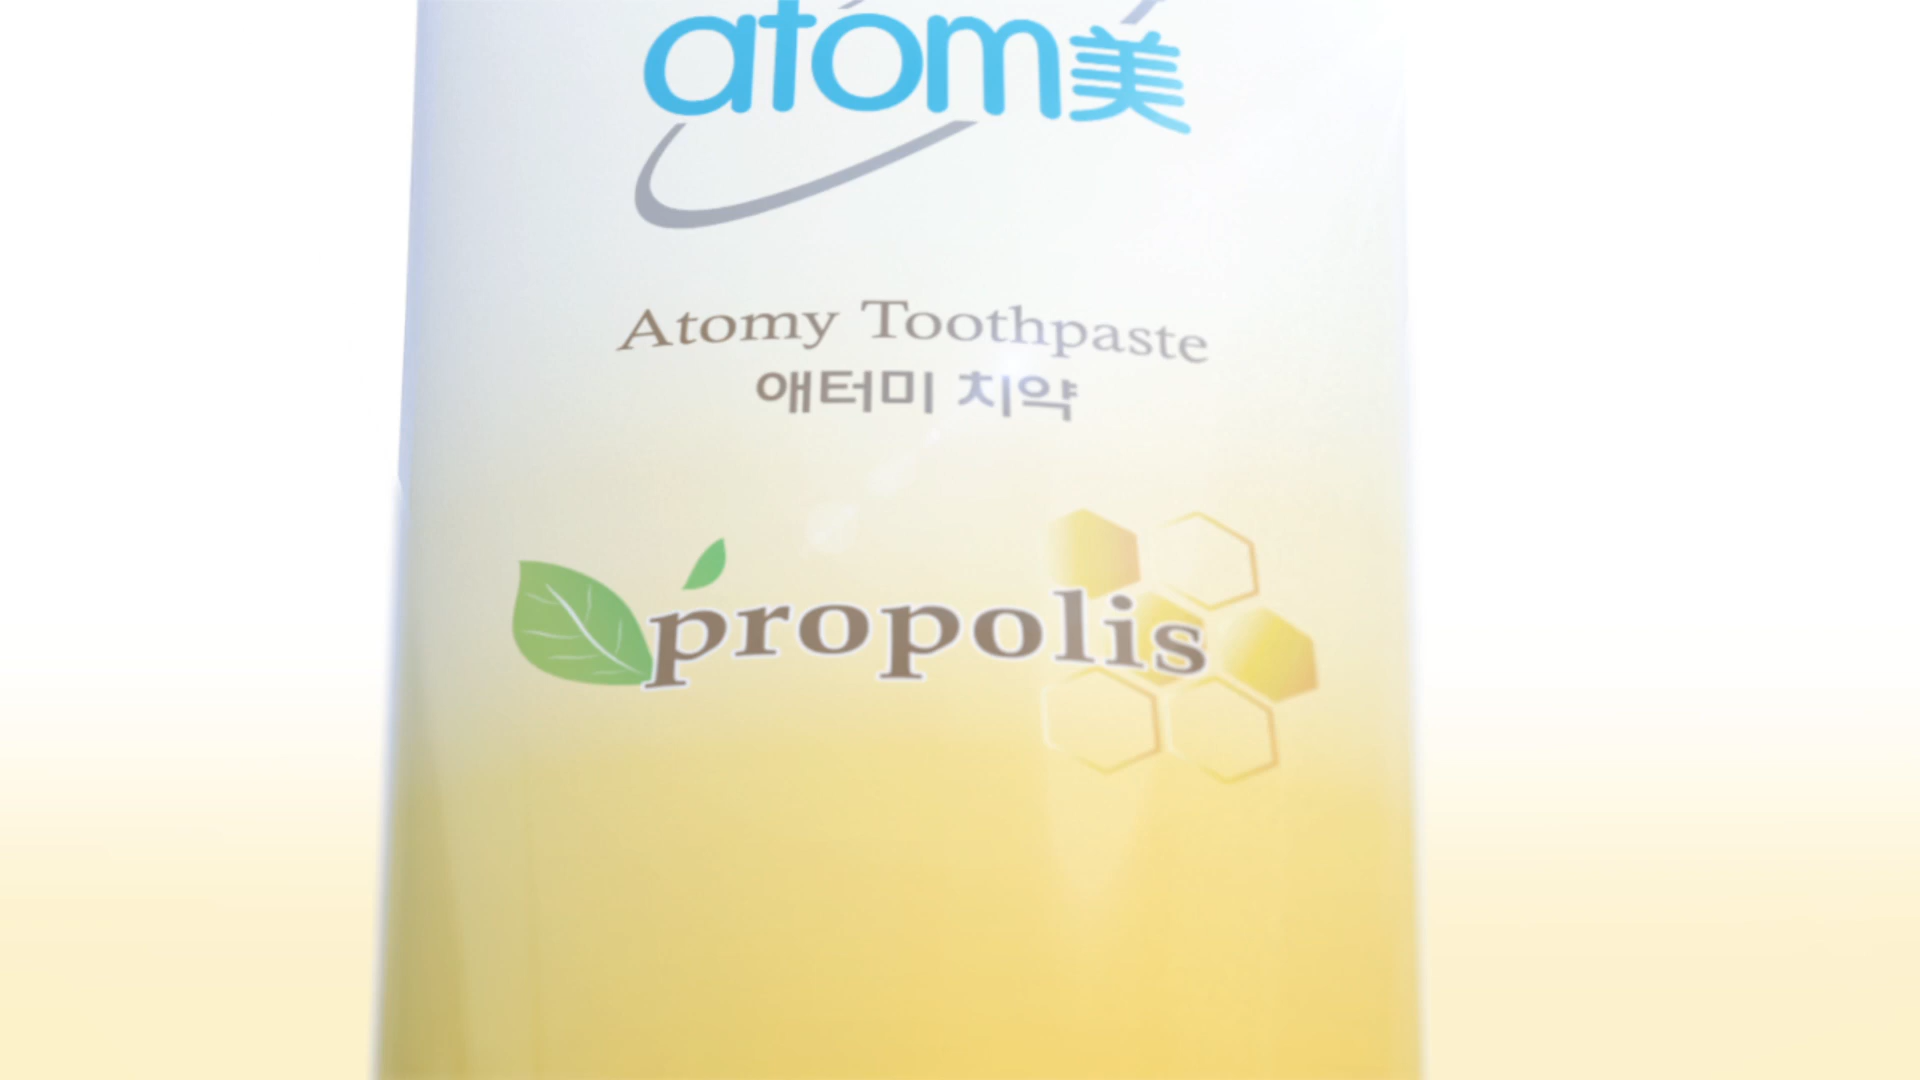 atom美
Atomy Toothpaste
애터미 치약
propolis